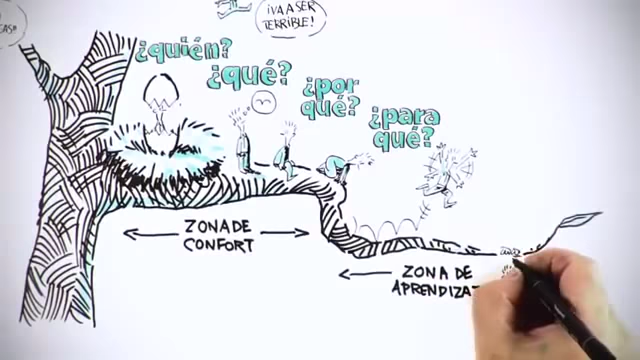 ¡VA A SER
TERRIBLE!
¿quién?
¿qué?
¿por
qué?
¿para
qué?
ZONA DE
CONFORT
ZONA DE